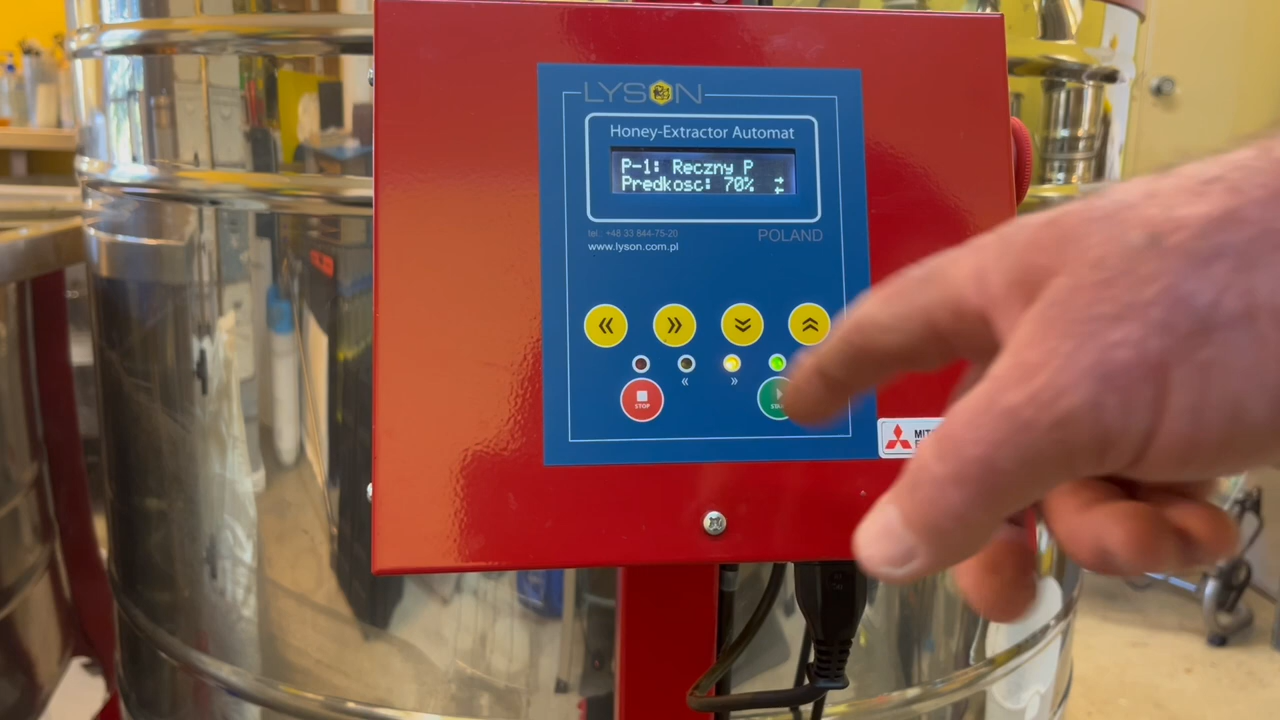 LYSON
Honey-Extractor Automat
P-1: Reczny P
Predkosc: 70%
tel.: +48 33 844-75-20
POLAND
www.lyson.com.pl
STOP